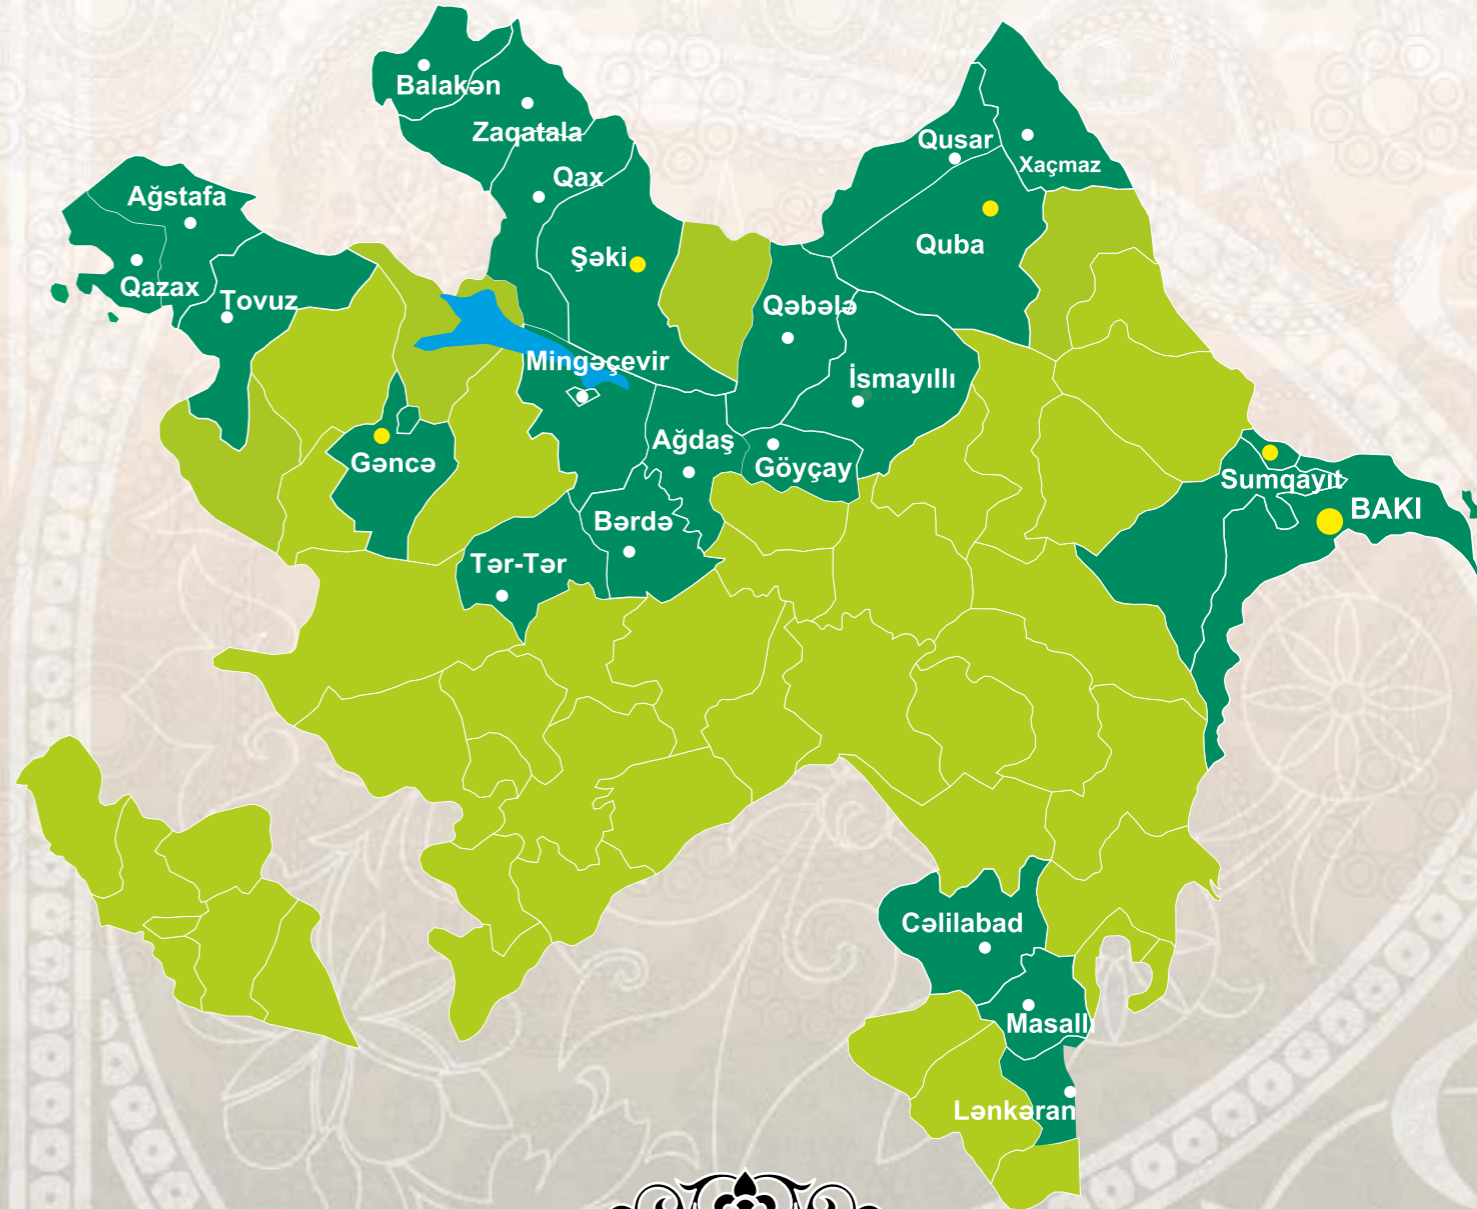 Balakən
Zaqatala
Qax
Qusar
Xaçmaz
Ağstafa
Qazax
Tovuz
Şəki
Quba
Qəbələ
Mingəçevir
İsmayıllı
Gəncə
Ağdaş
Göyçay
Sumqayıt
BAKI
Bərdə
Tər-Tər
Cəlilabad
Masallı
Lənkəran